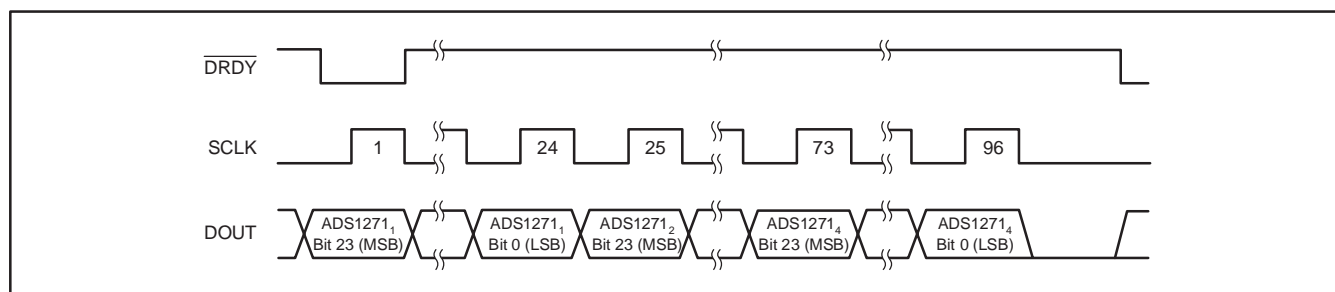 DRDY
SCLK
1
24
25
73
96
DOUT
ADS1271₁
Bit 23 (MSB)
ADS1271₁
Bit 0 (LSB)
ADS1271₂
Bit 23 (MSB)
ADS1271₄
Bit 23 (MSB)
ADS1271₄
Bit 0 (LSB)